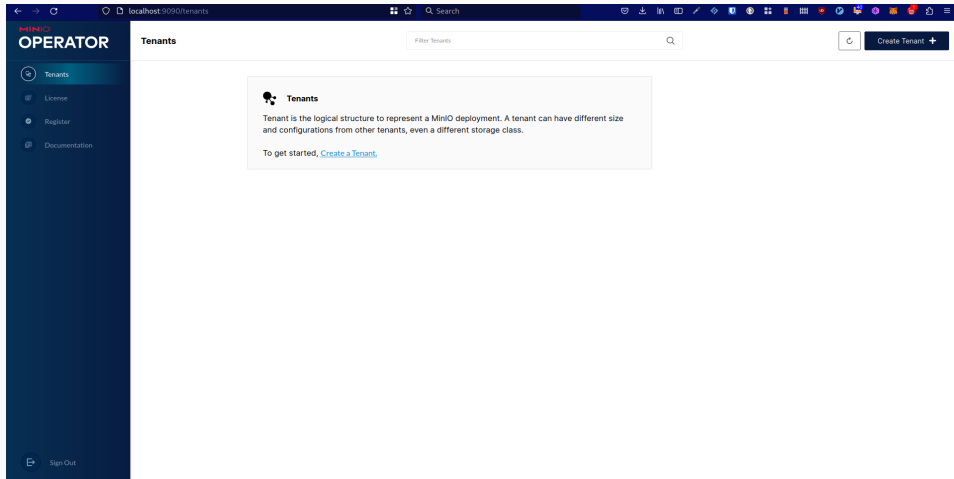 localhost:9090/tenants
Search
MINIO
OPERATOR
Tenants
License
Register
Documentation
Sign Out
Tenants
Filter Tenants
Create Tenant
Tenants
Tenant is the logical structure to represent a MinIO deployment. A tenant can have different size
and configurations from other tenants, even a different storage class.
To get started, Create a Tenant.